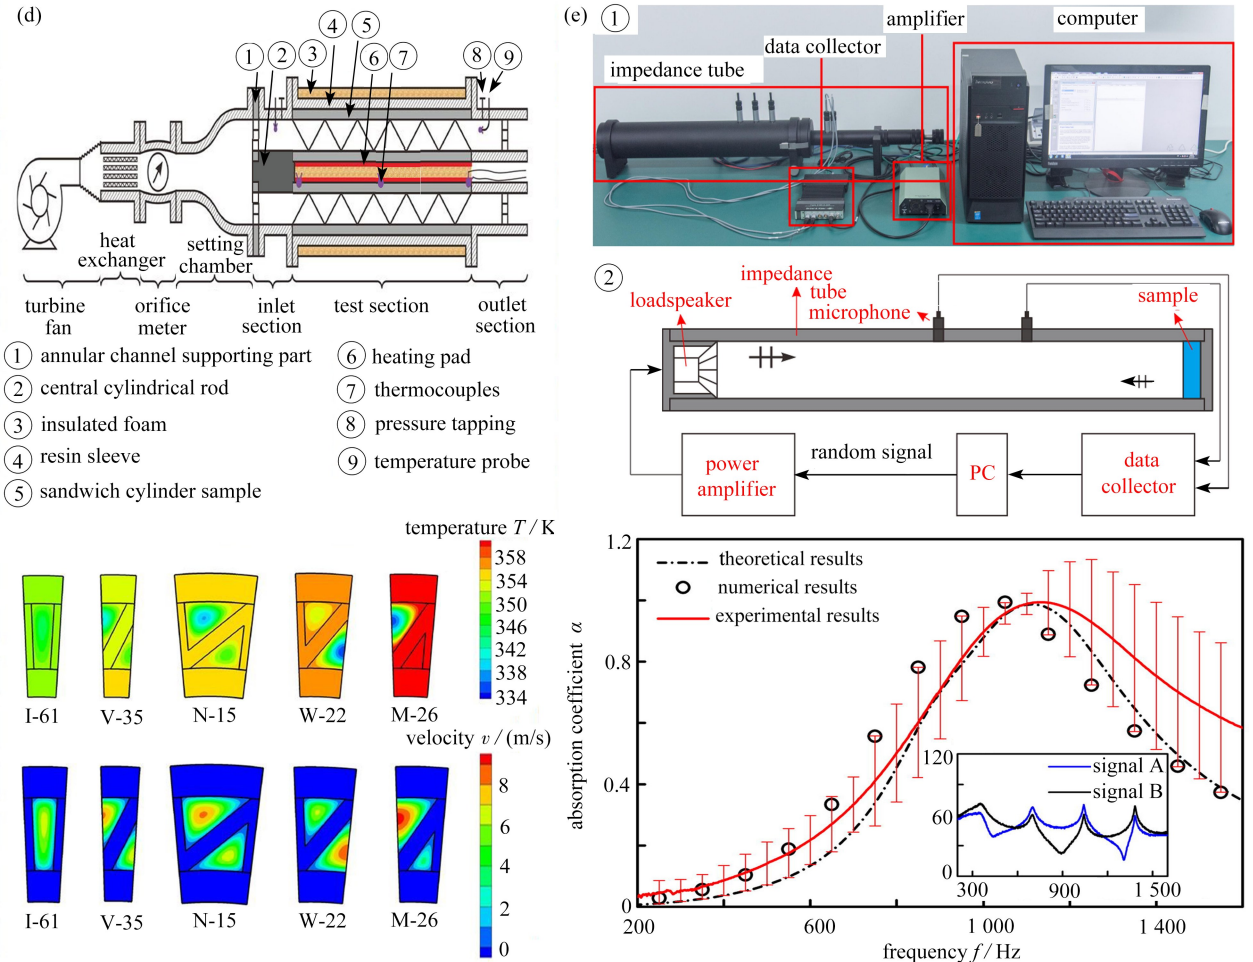 (d)
1 2 3 4 5 6 7 8 9
turbine
fan
heat
exchanger
orifice
meter
setting
chamber
inlet
section
test section
outlet
section
1 annular channel supporting part
2 central cylindrical rod
3 insulated foam
4 resin sleeve
5 sandwich cylinder sample
6 heating pad
7 thermocouples
8 pressure tapping
9 temperature probe
temperature T / K
358
354
350
346
342
338
334
I-61 V-35 N-15 W-22 M-26
velocity v / (m/s)
8
6
4
2
0
I-61 V-35 N-15 W-22 M-26
(e)
1
impedance tube
data collector
amplifier
computer
2
loadspeaker
impedance
tube
microphone
sample
power
amplifier
random signal
PC
data
collector
1.2
0.8
0.4
0
absorption coefficient α
theoretical results
numerical results
experimental results
120
60
0
signal A
signal B
300 900 1 500
200 600 1 000 1 400
frequency f / Hz